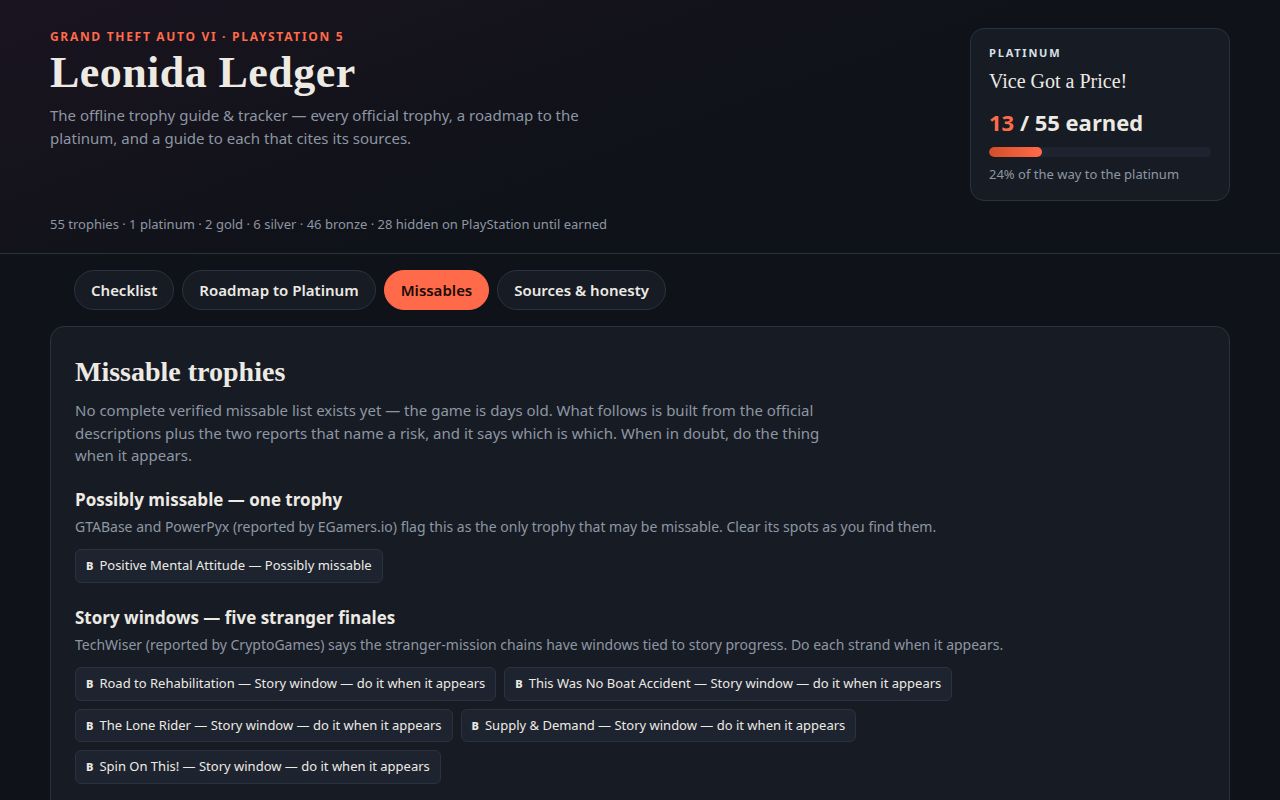 GRAND THEFT AUTO VI · PLAYSTATION 5
Leonida Ledger
The offline trophy guide & tracker — every official trophy, a roadmap to the
platinum, and a guide to each that cites its sources.
55 trophies · 1 platinum · 2 gold · 6 silver · 46 bronze · 28 hidden on PlayStation until earned
PLATINUM
Vice Got a Price!
13 / 55 earned
24% of the way to the platinum
Checklist
Roadmap to Platinum
Missables
Sources & honesty
Missable trophies
No complete verified missable list exists yet — the game is days old. What follows is built from the official
descriptions plus the two reports that name a risk, and it says which is which. When in doubt, do the thing
when it appears.
Possibly missable — one trophy
GTABase and PowerPyx (reported by EGamers.io) flag this as the only trophy that may be missable. Clear its spots as you find them.
B Positive Mental Attitude — Possibly missable
Story windows — five stranger finales
TechWiser (reported by CryptoGames) says the stranger-mission chains have windows tied to story progress. Do each strand when it appears.
B Road to Rehabilitation — Story window — do it when it appears
B This Was No Boat Accident — Story window — do it when it appears
B The Lone Rider — Story window — do it when it appears
B Supply & Demand — Story window — do it when it appears
B Spin On This! — Story window — do it when it appears